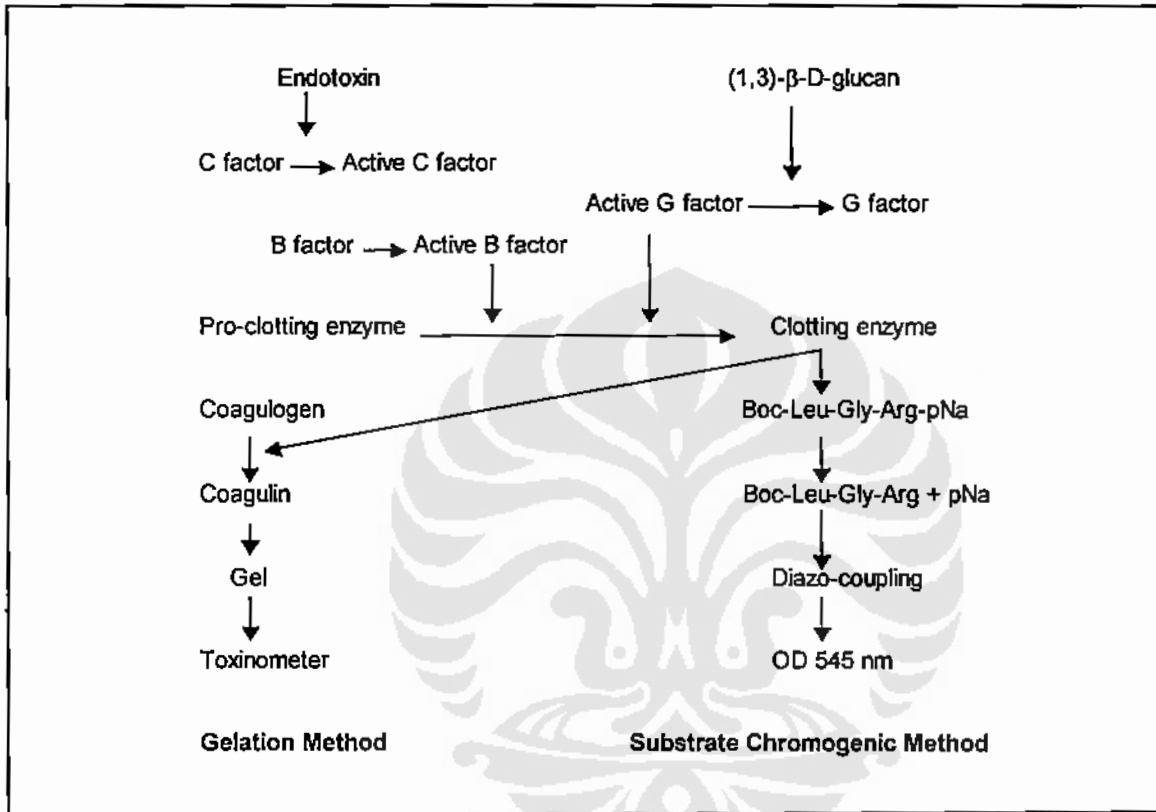 Endotoxin (1,3)-β-D-glucan
C factor → Active C factor
Active G factor → G factor
B factor → Active B factor
Pro-clotting enzyme → Clotting enzyme
Coagulogen Boc-Leu-Gly-Arg-pNa
Coagulin Boc-Leu-Gly-Arg + pNa
Gel Diazo-coupling
Toxinometer OD 545 nm
Gelation Method Substrate Chromogenic Method